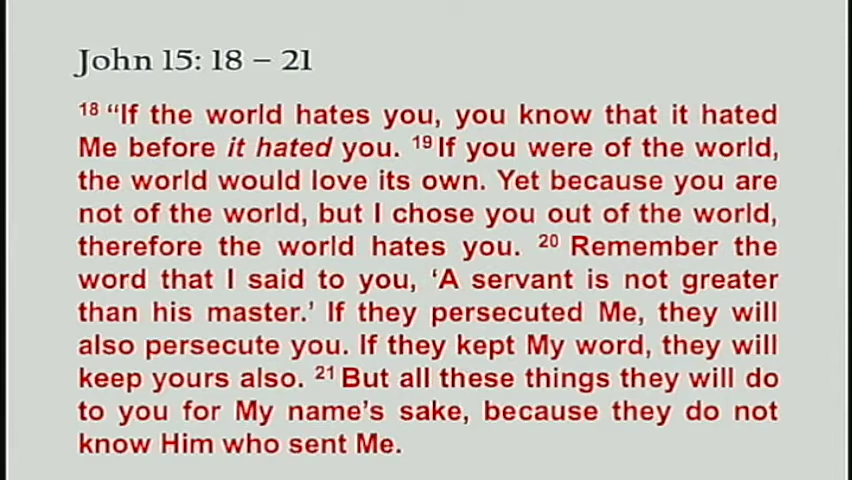 John 15: 18 – 21
18 “If the world hates you, you know that it hated
Me before it hated you. 19 If you were of the world,
the world would love its own. Yet because you are
not of the world, but I chose you out of the world,
therefore the world hates you. 20 Remember the
word that I said to you, ‘A servant is not greater
than his master.’ If they persecuted Me, they will
also persecute you. If they kept My word, they will
keep yours also. 21 But all these things they will do
to you for My name’s sake, because they do not
know Him who sent Me.